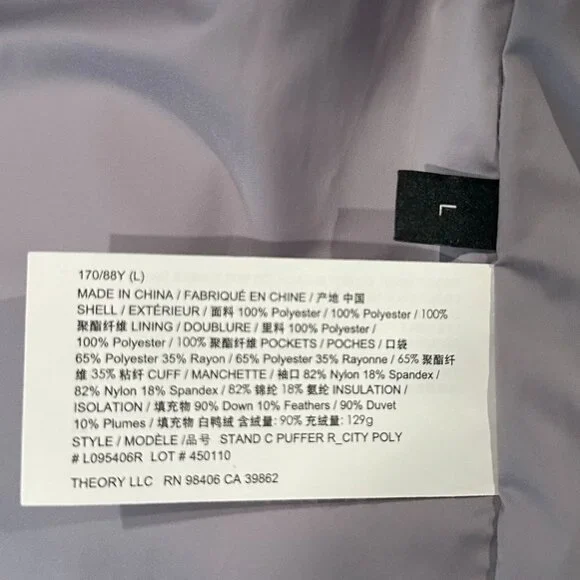 L
170/88Y (L)
MADE IN CHINA / FABRIQUÉ EN CHINE / 产地 中国
SHELL / EXTÉRIEUR / 面料 100% Polyester / 100% Polyester / 100%
聚酯纤维 LINING / DOUBLURE / 里料 100% Polyester /
100% Polyester / 100% 聚酯纤维 POCKETS / POCHES / 口袋
65% Polyester 35% Rayon / 65% Polyester 35% Rayonne / 65% 聚酯纤
维 35% 粘纤 CUFF / MANCHETTE / 袖口 82% Nylon 18% Spandex /
82% Nylon 18% Spandex / 82% 锦纶 18% 氨纶 INSULATION /
ISOLATION / 填充物 90% Down 10% Feathers / 90% Duvet
10% Plumes / 填充物 白鸭绒 含绒量: 90% 充绒量: 129g
STYLE / MODÈLE /品号 STAND C PUFFER R_CITY POLY
# L095406R LOT # 450110
THEORY LLC RN 98406 CA 39862